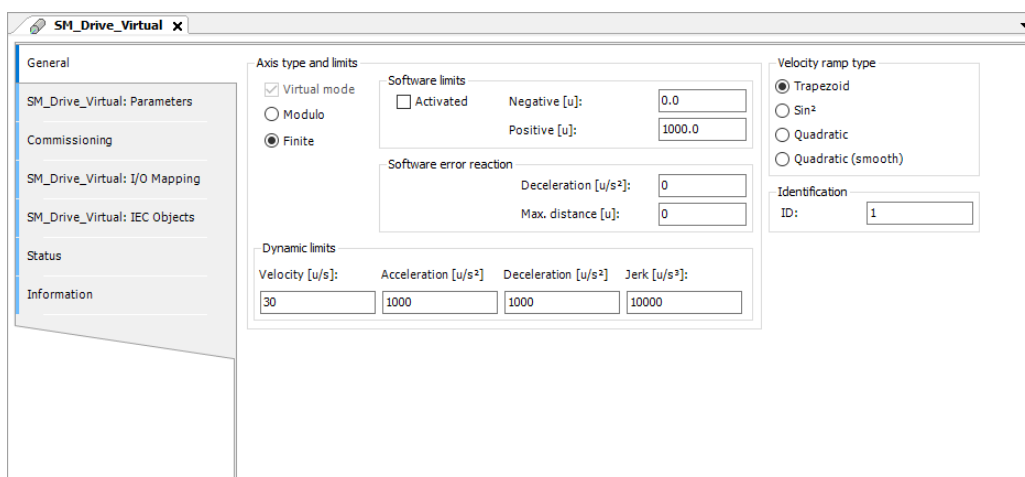 SM_Drive_Virtual
General
SM_Drive_Virtual: Parameters
Commissioning
SM_Drive_Virtual: I/O Mapping
SM_Drive_Virtual: IEC Objects
Status
Information
Axis type and limits
Virtual mode
Modulo
Finite
Software limits
Activated
Negative [u]: 0.0
Positive [u]: 1000.0
Software error reaction
Deceleration [u/s²]: 0
Max. distance [u]: 0
Dynamic limits
Velocity [u/s]: Acceleration [u/s²] Deceleration [u/s²] Jerk [u/s³]:
30 1000 1000 10000
Velocity ramp type
Trapezoid
Sin²
Quadratic
Quadratic (smooth)
Identification
ID: 1